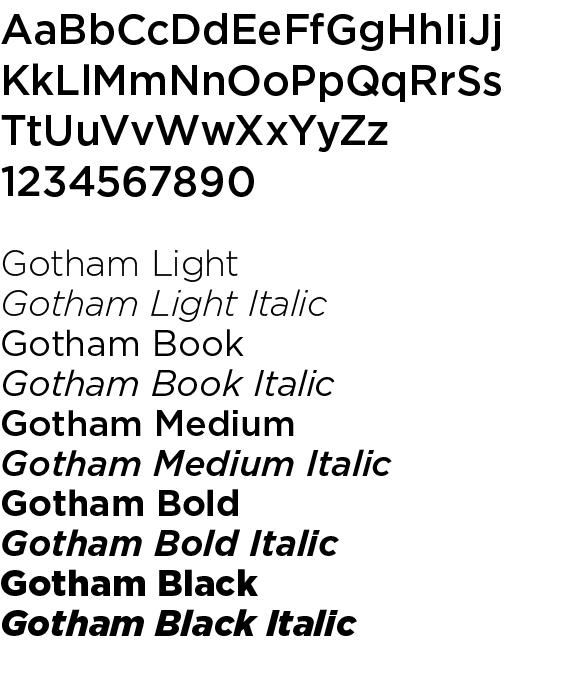 AaBbCcDdEeFfGgHhIiJj
KkLlMmNnOoPpQqRrSs
TtUuVvWwXxYyZz
1234567890
Gotham Light
Gotham Light Italic
Gotham Book
Gotham Book Italic
Gotham Medium
Gotham Medium Italic
Gotham Bold
Gotham Bold Italic
Gotham Black
Gotham Black Italic